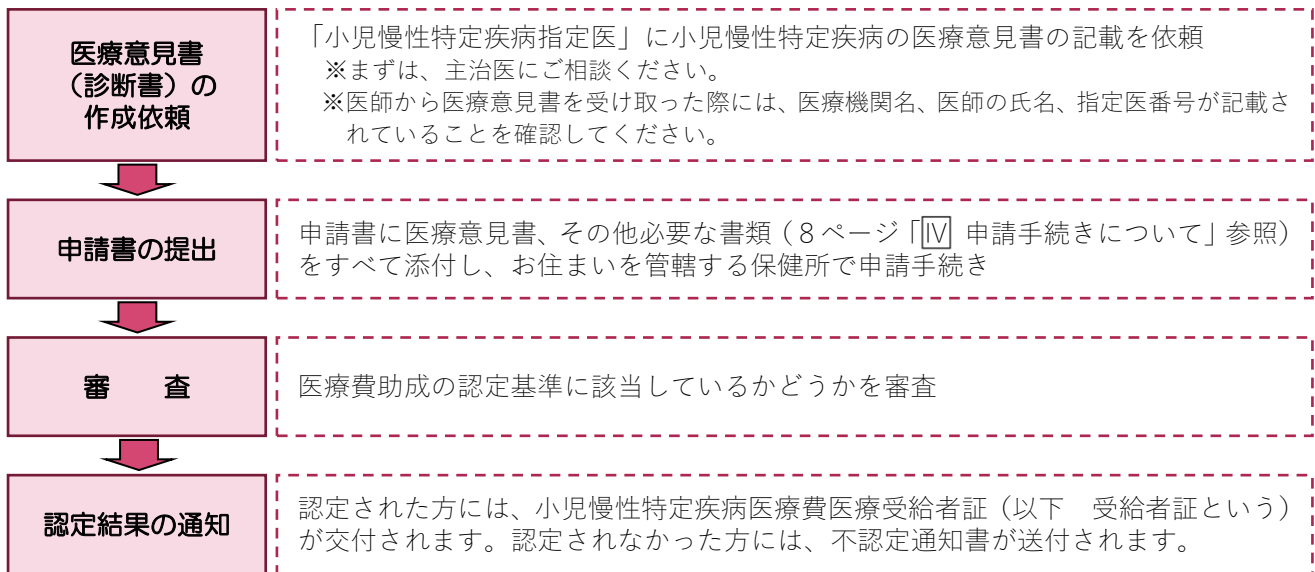 医療意見書
（診断書）の
作成依頼
「小児慢性特定疾病指定医」に小児慢性特定疾病の医療意見書の記載を依頼
※まずは、主治医にご相談ください。
※医師から医療意見書を受け取った際には、医療機関名、医師の氏名、指定医番号が記載さ
れていることを確認してください。
申請書の提出
申請書に医療意見書、その他必要な書類（８ページ「Ⅳ 申請手続きについて」参照）
をすべて添付し、お住まいを管轄する保健所で申請手続き
審　　査
医療費助成の認定基準に該当しているかどうかを審査
認定結果の通知
認定された方には、小児慢性特定疾病医療費医療受給者証（以下　受給者証という）
が交付されます。認定されなかった方には、不認定通知書が送付されます。